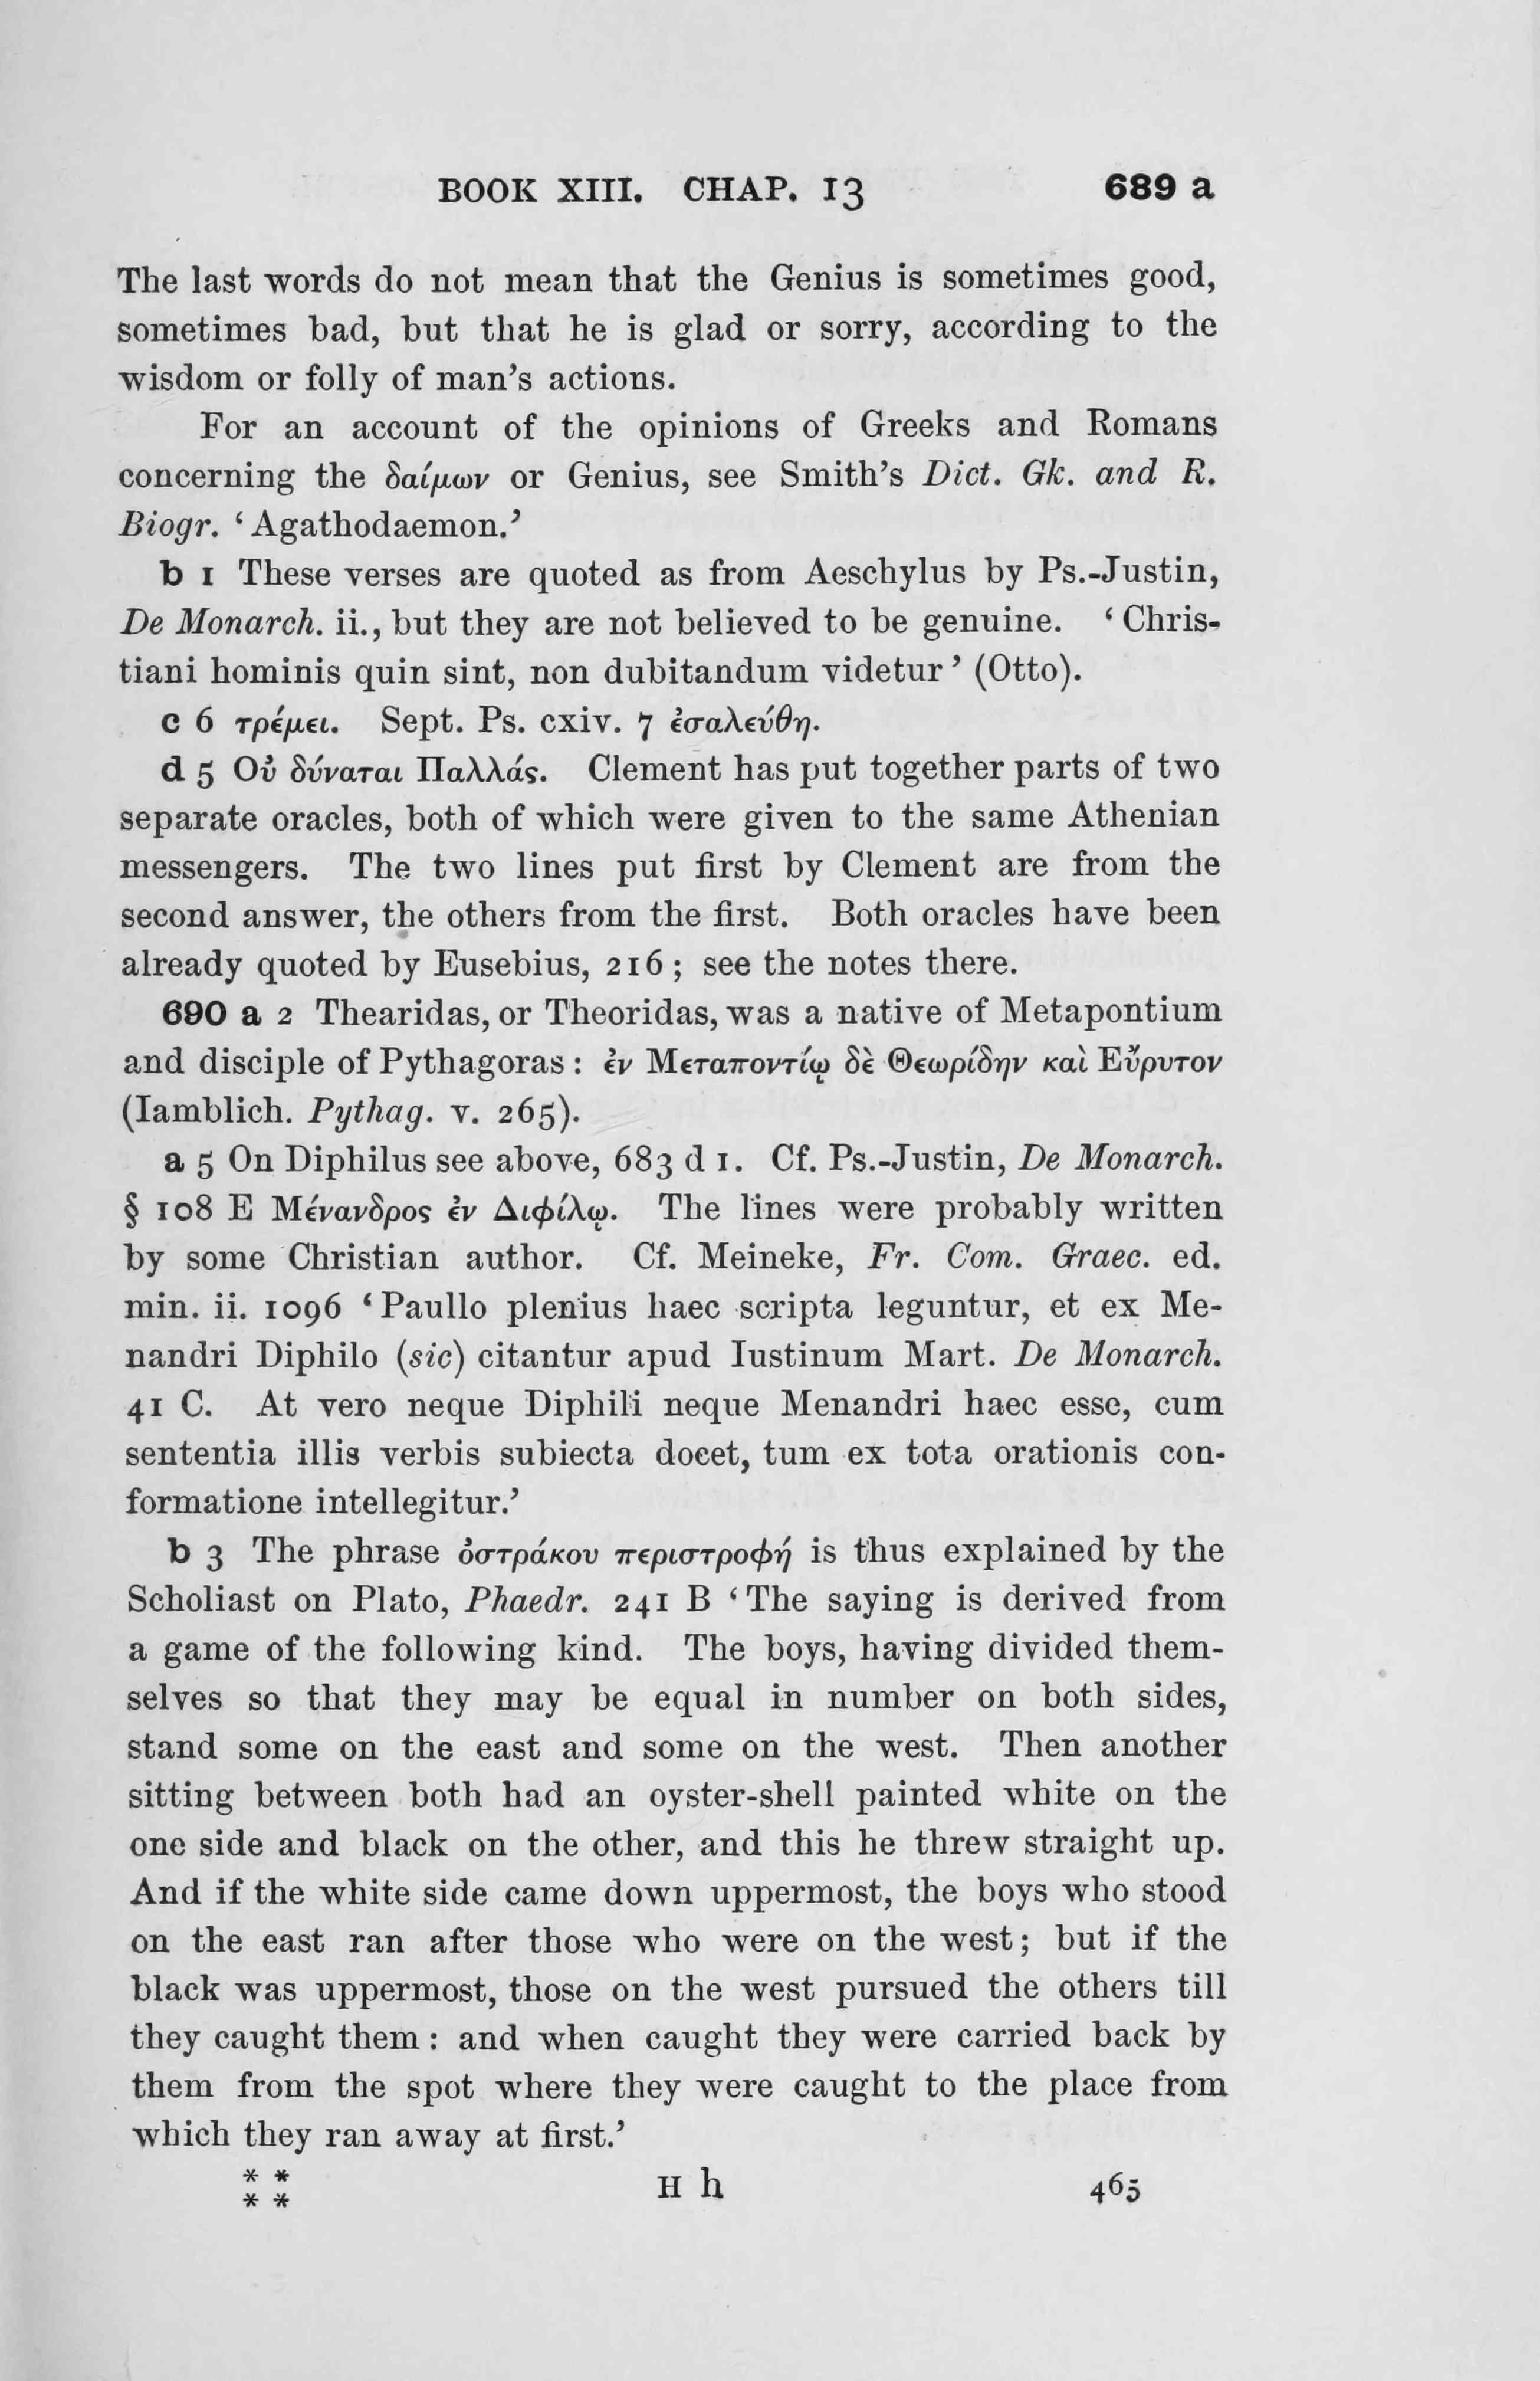 BOOK XIII. CHAP. 13 689 a
The last words do not mean that the Genius is sometimes good,
sometimes bad, but that he is glad or sorry, according to the
wisdom or folly of man's actions.
For an account of the opinions of Greeks and Romans
concerning the δαίμων or Genius, see Smith's Dict. Gk. and R.
Biogr. ‘Agathodaemon.’
b 1 These verses are quoted as from Aeschylus by Ps.-Justin,
De Monarch. ii., but they are not believed to be genuine. ‘Chris-
tiani hominis quin sint, non dubitandum videtur’ (Otto).
c 6 τρέμει. Sept. Ps. cxiv. 7 ἐσαλεύθη.
d 5 Οὐ δύναται Παλλάς. Clement has put together parts of two
separate oracles, both of which were given to the same Athenian
messengers. The two lines put first by Clement are from the
second answer, the others from the first. Both oracles have been
already quoted by Eusebius, 216; see the notes there.
690 a 2 Thearidas, or Theoridas, was a native of Metapontium
and disciple of Pythagoras: ἐν Μεταποντίῳ δὲ Θεωρίδην καὶ Εὔρυτον
(Iamblich. Pythag. v. 265).
a 5 On Diphilus see above, 683 d 1. Cf. Ps.-Justin, De Monarch.
§ 108 E Μένανδρος ἐν Διφίλῳ. The lines were probably written
by some Christian author. Cf. Meineke, Fr. Com. Graec. ed.
min. ii. 1096 ‘Paullo plenius haec scripta leguntur, et ex Me-
nandri Diphilo (sic) citantur apud Iustinum Mart. De Monarch.
41 C. At vero neque Diphili neque Menandri haec esse, cum
sententia illis verbis subiecta docet, tum ex tota orationis con-
formatione intellegitur.’
b 3 The phrase ὀστράκου περιστροφή is thus explained by the
Scholiast on Plato, Phaedr. 241 B ‘The saying is derived from
a game of the following kind. The boys, having divided them-
selves so that they may be equal in number on both sides,
stand some on the east and some on the west. Then another
sitting between both had an oyster-shell painted white on the
one side and black on the other, and this he threw straight up.
And if the white side came down uppermost, the boys who stood
on the east ran after those who were on the west; but if the
black was uppermost, those on the west pursued the others till
they caught them: and when caught they were carried back by
them from the spot where they were caught to the place from
which they ran away at first.’
* *
* * H h 465